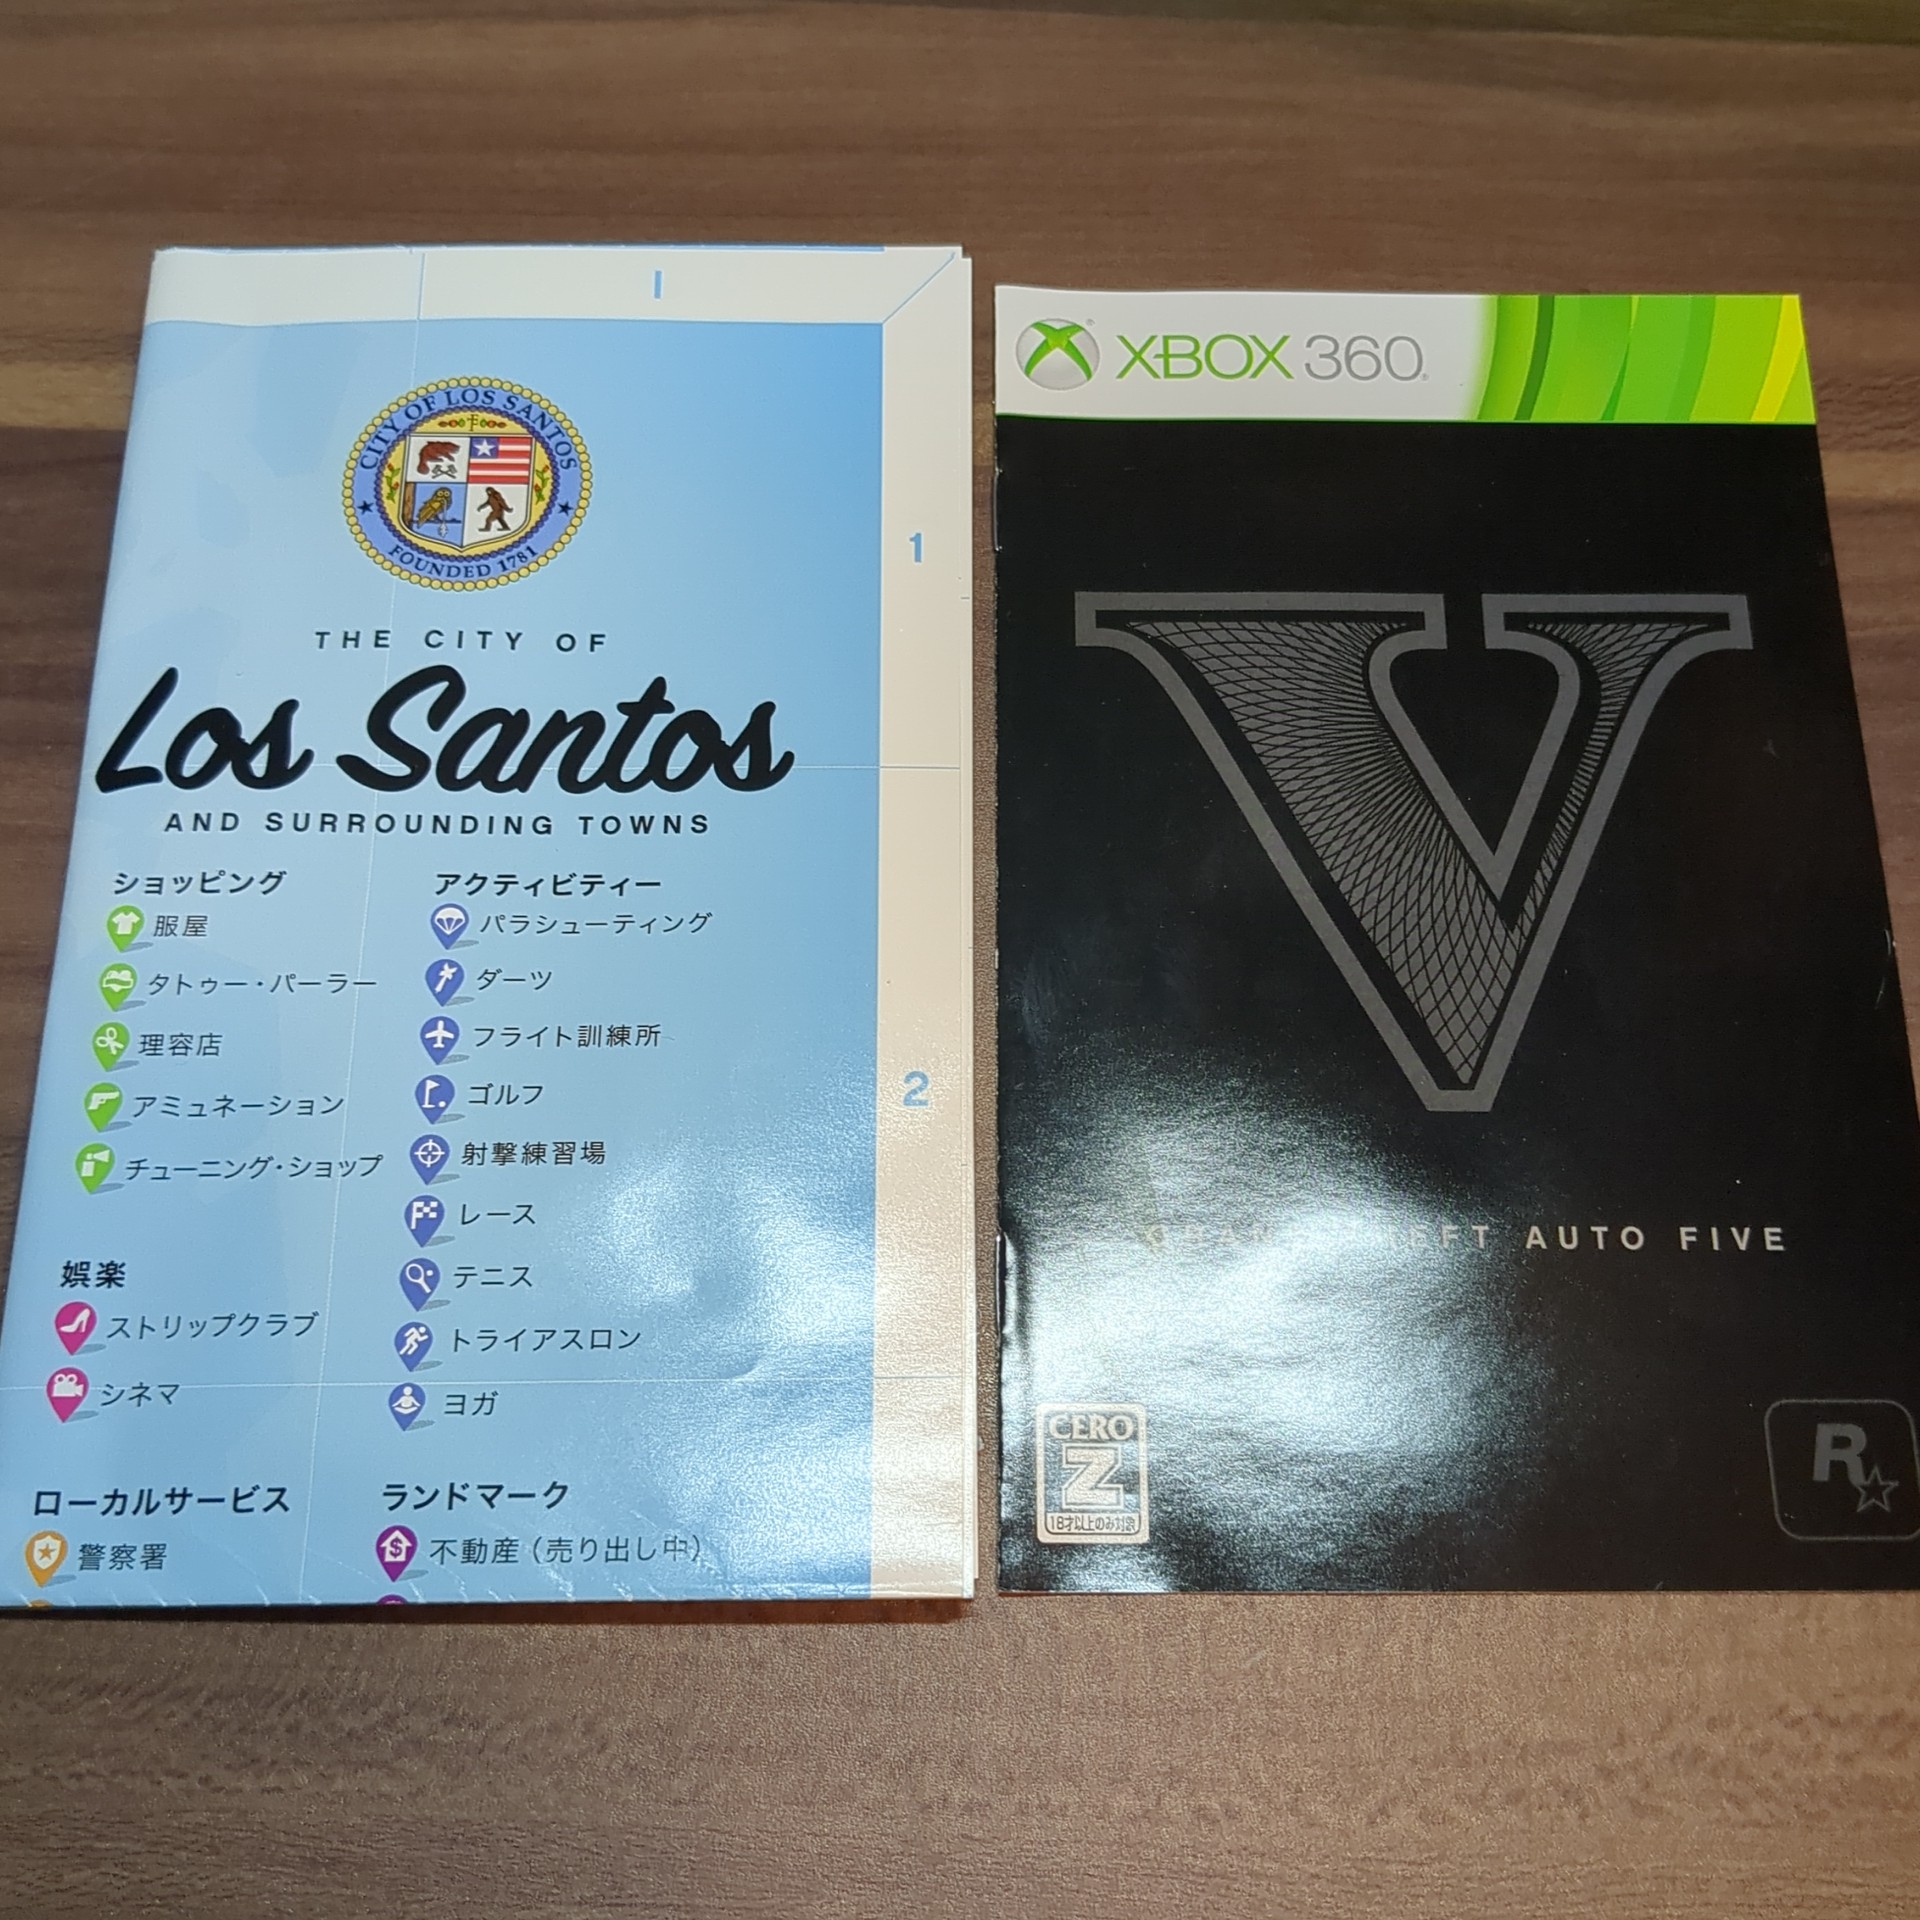 I
CITY OF LOS SANTOS
FOUNDED 1781
1
THE CITY OF
Los Santos
AND SURROUNDING TOWNS
ショッピング
服屋
タトゥー・パーラー
理容店
アミュネーション
チューニング・ショップ
娯楽
ストリップクラブ
シネマ
ローカルサービス
警察署
アクティビティー
パラシューティング
ダーツ
フライト訓練所
ゴルフ
射撃練習場
レース
テニス
トライアスロン
ヨガ
ランドマーク
不動産（売り出し中）
2
XBOX 360
V
GRAND THEFT AUTO FIVE
CERO
Z
18才以上のみ対象
R